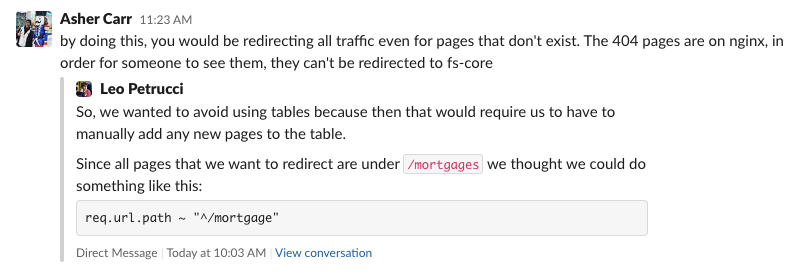 Asher Carr 11:23 AM
by doing this, you would be redirecting all traffic even for pages that don't exist. The 404 pages are on nginx, in
order for someone to see them, they can't be redirected to fs-core
Leo Petrucci
So, we wanted to avoid using tables because then that would require us to have to
manually add any new pages to the table.
Since all pages that we want to redirect are under /mortgages we thought we could do
something like this:
req.url.path ~ "^/mortgage"
Direct Message | Today at 10:03 AM | View conversation